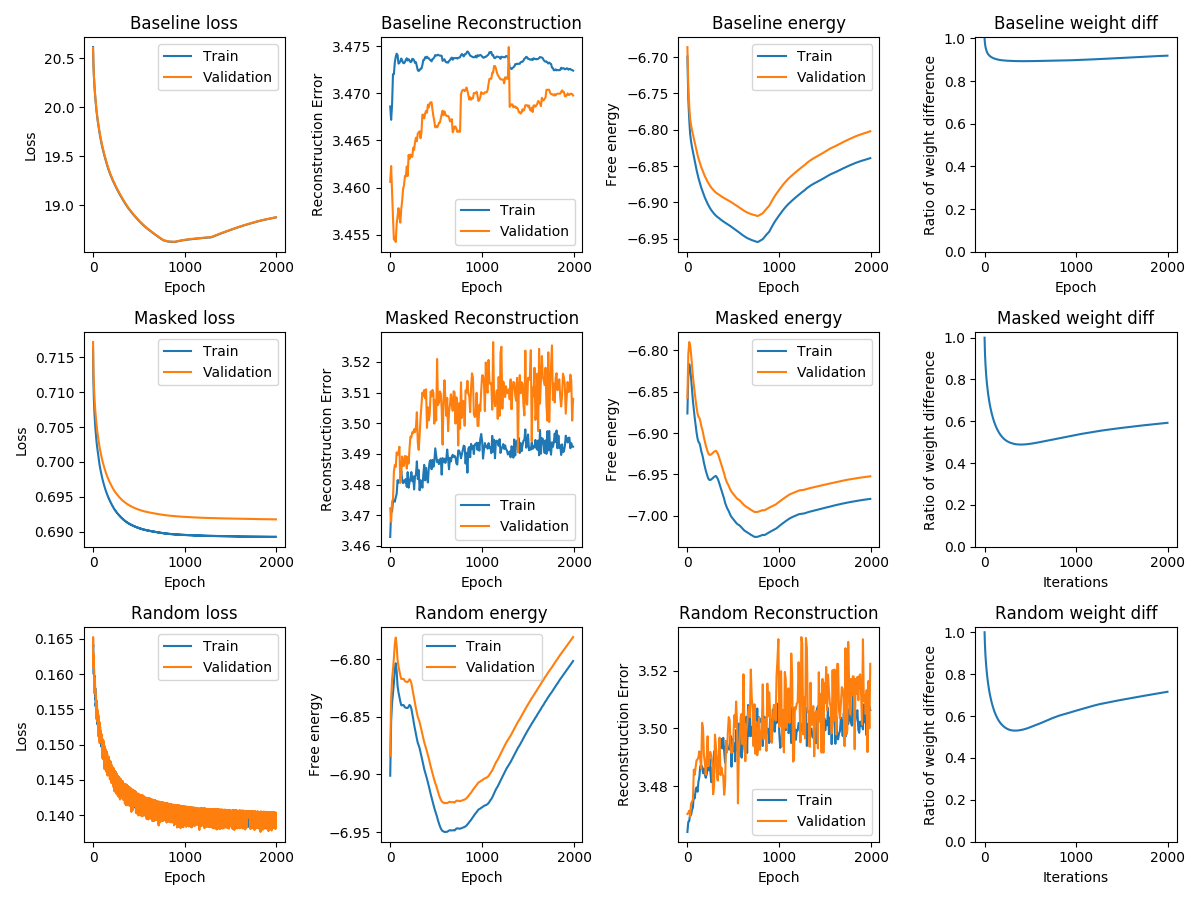 Baseline loss
20.5
20.0
19.5
19.0
0
1000
2000
Loss
Epoch
Train
Validation
Baseline Reconstruction
3.475
3.470
3.465
3.460
3.455
0
1000
2000
Reconstruction Error
Epoch
Train
Validation
Baseline energy
−6.70
−6.75
−6.80
−6.85
−6.90
−6.95
0
1000
2000
Free energy
Epoch
Train
Validation
Baseline weight diff
1.0
0.8
0.6
0.4
0.2
0.0
0
1000
2000
Ratio of weight difference
Epoch
Masked loss
0.715
0.710
0.705
0.700
0.695
0.690
0
1000
2000
Loss
Epoch
Train
Validation
Masked Reconstruction
3.52
3.51
3.50
3.49
3.48
3.47
3.46
0
1000
2000
Reconstruction Error
Epoch
Train
Validation
Masked energy
−6.80
−6.85
−6.90
−6.95
−7.00
0
1000
2000
Free energy
Epoch
Train
Validation
Masked weight diff
1.0
0.8
0.6
0.4
0.2
0.0
0
1000
2000
Ratio of weight difference
Iterations
Random loss
0.165
0.160
0.155
0.150
0.145
0.140
0
1000
2000
Loss
Epoch
Train
Validation
Random energy
−6.80
−6.85
−6.90
−6.95
0
1000
2000
Free energy
Epoch
Train
Validation
Random Reconstruction
3.52
3.50
3.48
0
1000
2000
Reconstruction Error
Epoch
Train
Validation
Random weight diff
1.0
0.8
0.6
0.4
0.2
0.0
0
1000
2000
Ratio of weight difference
Iterations